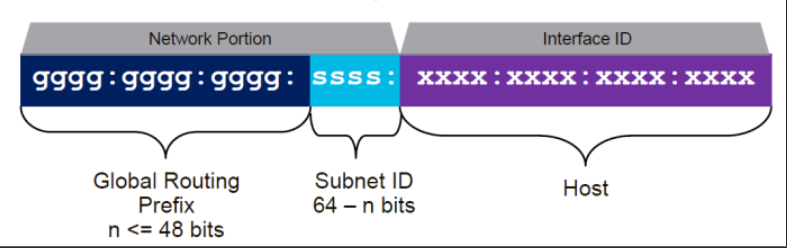 Network Portion Interface ID
gggg:gggg:gggg: ssss: xxxx:xxxx:xxxx:xxxx
Global Routing
Prefix
n <= 48 bits
Subnet ID
64 – n bits
Host